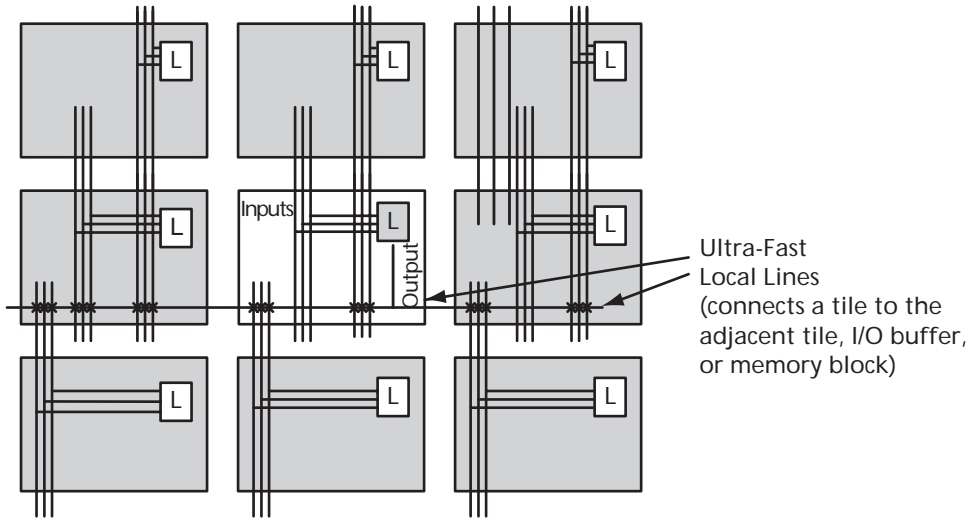 L
L
L
L
Inputs
L
Output
L
Ultra-Fast
Local Lines
(connects a tile to the
adjacent tile, I/O buffer,
or memory block)
L
L
L